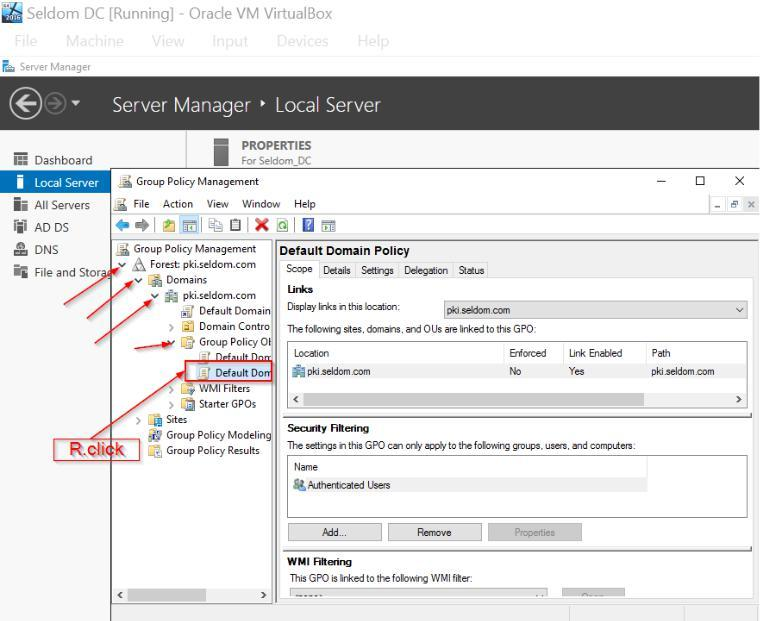 Seldom DC [Running] - Oracle VM VirtualBox
File Machine View Input Devices Help
Server Manager
Server Manager ‣ Local Server
Dashboard
Local Server
All Servers
AD DS
DNS
File and Stora
PROPERTIES
For Seldom_DC
Group Policy Management
File Action View Window Help
Group Policy Management
Forest: pki.seldom.com
Domains
pki.seldom.com
Default Domain
Domain Contro
Group Policy Ob
Default Dom
Default Dom
WMI Filters
Starter GPOs
Sites
Group Policy Modeling
Group Policy Results
R.click
Default Domain Policy
Scope Details Settings Delegation Status
Links
Display links in this location: pki.seldom.com
The following sites, domains, and OUs are linked to this GPO:
Location Enforced Link Enabled Path
pki.seldom.com No Yes pki.seldom.com
Security Filtering
The settings in this GPO can only apply to the following groups, users, and computers:
Name
Authenticated Users
Add... Remove Properties
WMI Filtering
This GPO is linked to the following WMI filter:
<none> Open